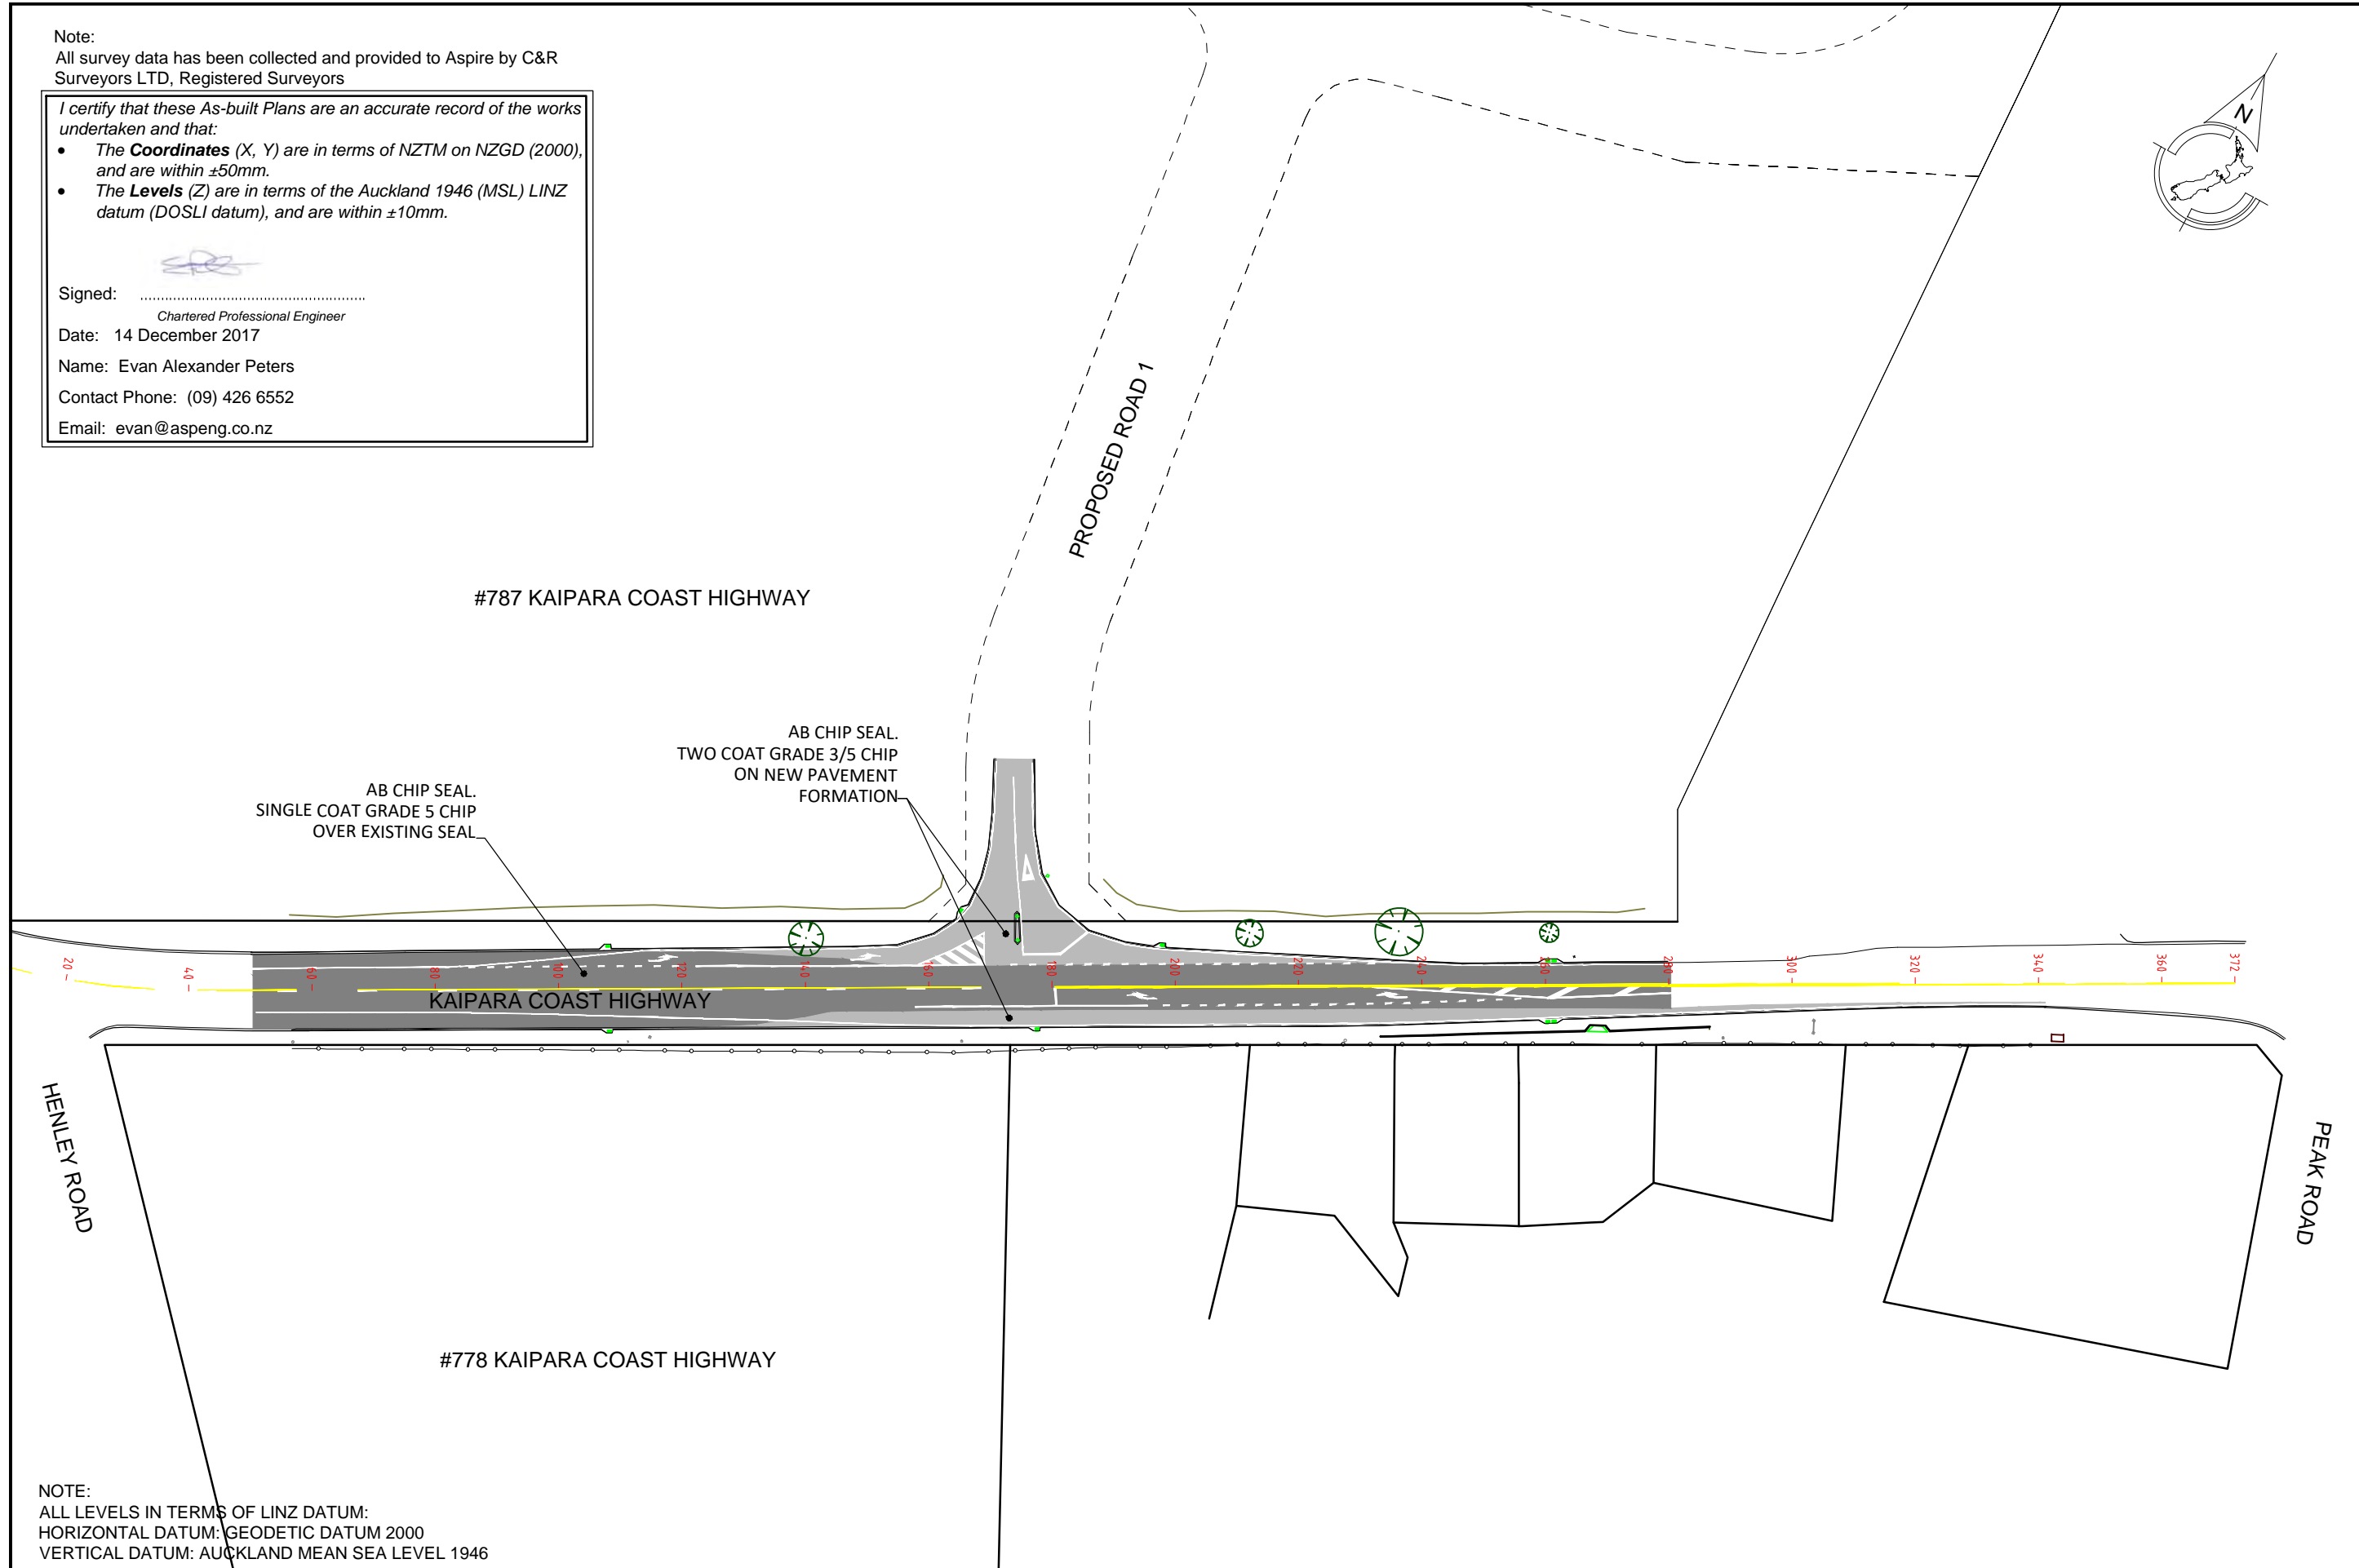 Note:
All survey data has been collected and provided to Aspire by C&R
Surveyors LTD, Registered Surveyors
I certify that these As-built Plans are an accurate record of the works
undertaken and that:
• The Coordinates (X, Y) are in terms of NZTM on NZGD (2000),
and are within ±50mm.
• The Levels (Z) are in terms of the Auckland 1946 (MSL) LINZ
datum (DOSLI datum), and are within ±10mm.
Signed:
Chartered Professional Engineer
Date: 14 December 2017
Name: Evan Alexander Peters
Contact Phone: (09) 426 6552
Email: evan@aspeng.co.nz
N
PROPOSED ROAD 1
#787 KAIPARA COAST HIGHWAY
AB CHIP SEAL.
TWO COAT GRADE 3/5 CHIP
ON NEW PAVEMENT
FORMATION
AB CHIP SEAL.
SINGLE COAT GRADE 5 CHIP
OVER EXISTING SEAL
20
40
60
80
100
120
140
160
180
200
220
240
260
280
300
320
340
360
372
KAIPARA COAST HIGHWAY
HENLEY ROAD
PEAK ROAD
#778 KAIPARA COAST HIGHWAY
NOTE:
ALL LEVELS IN TERMS OF LINZ DATUM:
HORIZONTAL DATUM: GEODETIC DATUM 2000
VERTICAL DATUM: AUCKLAND MEAN SEA LEVEL 1946